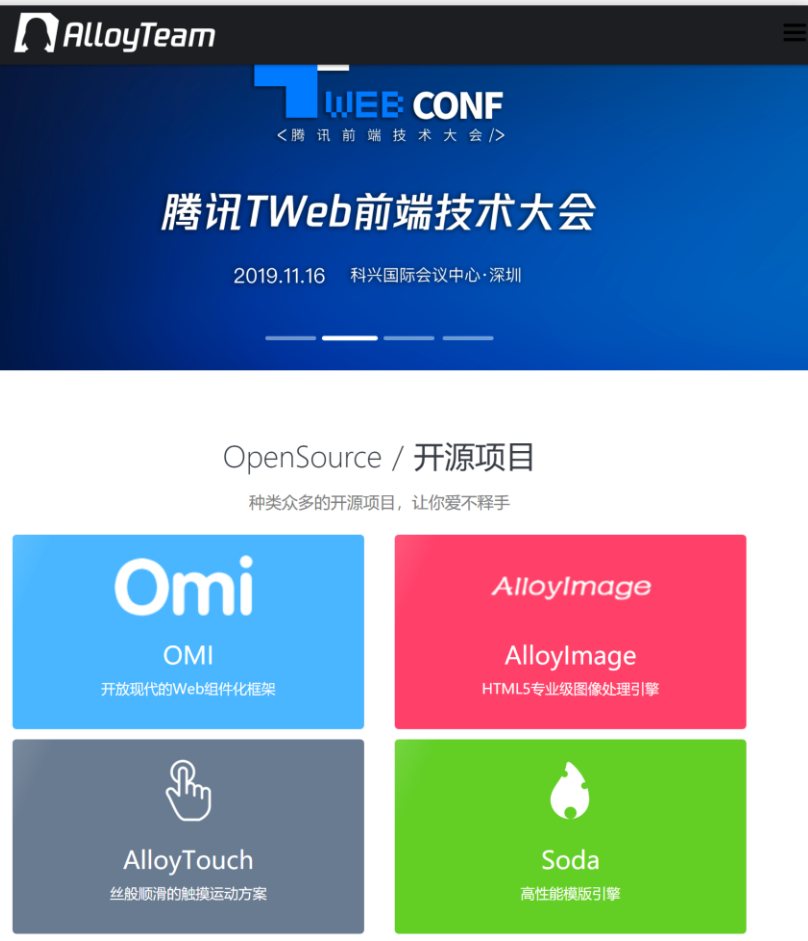 AlloyTeam
TWEB CONF
<腾讯前端技术大会/>
腾讯TWeb前端技术大会
2019.11.16 科兴国际会议中心·深圳
OpenSource / 开源项目
种类众多的开源项目，让你爱不释手
Omi
OMI
开放现代的Web组件化框架
AlloyImage
AlloyImage
HTML5专业级图像处理引擎
AlloyTouch
丝般顺滑的触摸运动方案
Soda
高性能模版引擎